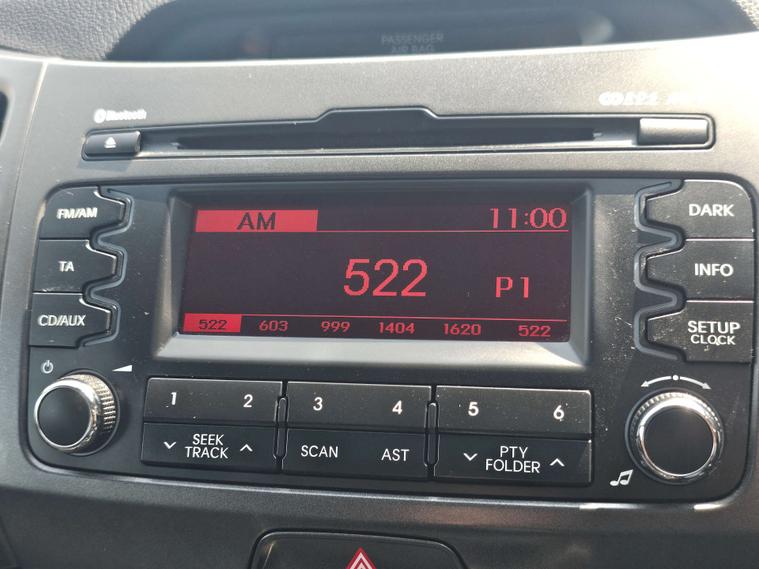 PASSENGER
AIR BAG
Bluetooth
FM/AM
TA
CD/AUX
AM 11:00
522 P1
522 603 999 1404 1620 522
DARK
INFO
SETUP
CLOCK
1 2 3 4 5 6
SEEK
TRACK
SCAN AST
PTY
FOLDER